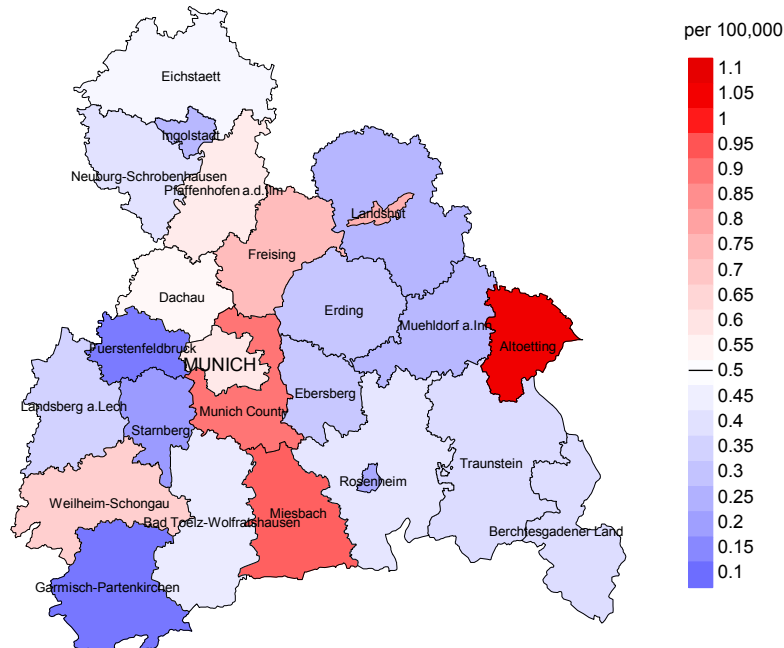 per 100,000
1.1
1.05
1
0.95
0.9
0.85
0.8
0.75
0.7
0.65
0.6
0.55
0.5
0.45
0.4
0.35
0.3
0.25
0.2
0.15
0.1
Eichstaett
Ingolstadt
Neuburg-Schrobenhausen
Pfaffenhofen a.d.Ilm
Landshut
Freising
Dachau
Erding
Muehldorf a.Inn
Altoetting
Fuerstenfeldbruck
MUNICH
Ebersberg
Landsberg a.Lech
Munich County
Starnberg
Traunstein
Rosenheim
Weilheim-Schongau
Miesbach
Bad Toelz-Wolfratshausen
Berchtesgadener Land
Garmisch-Partenkirchen